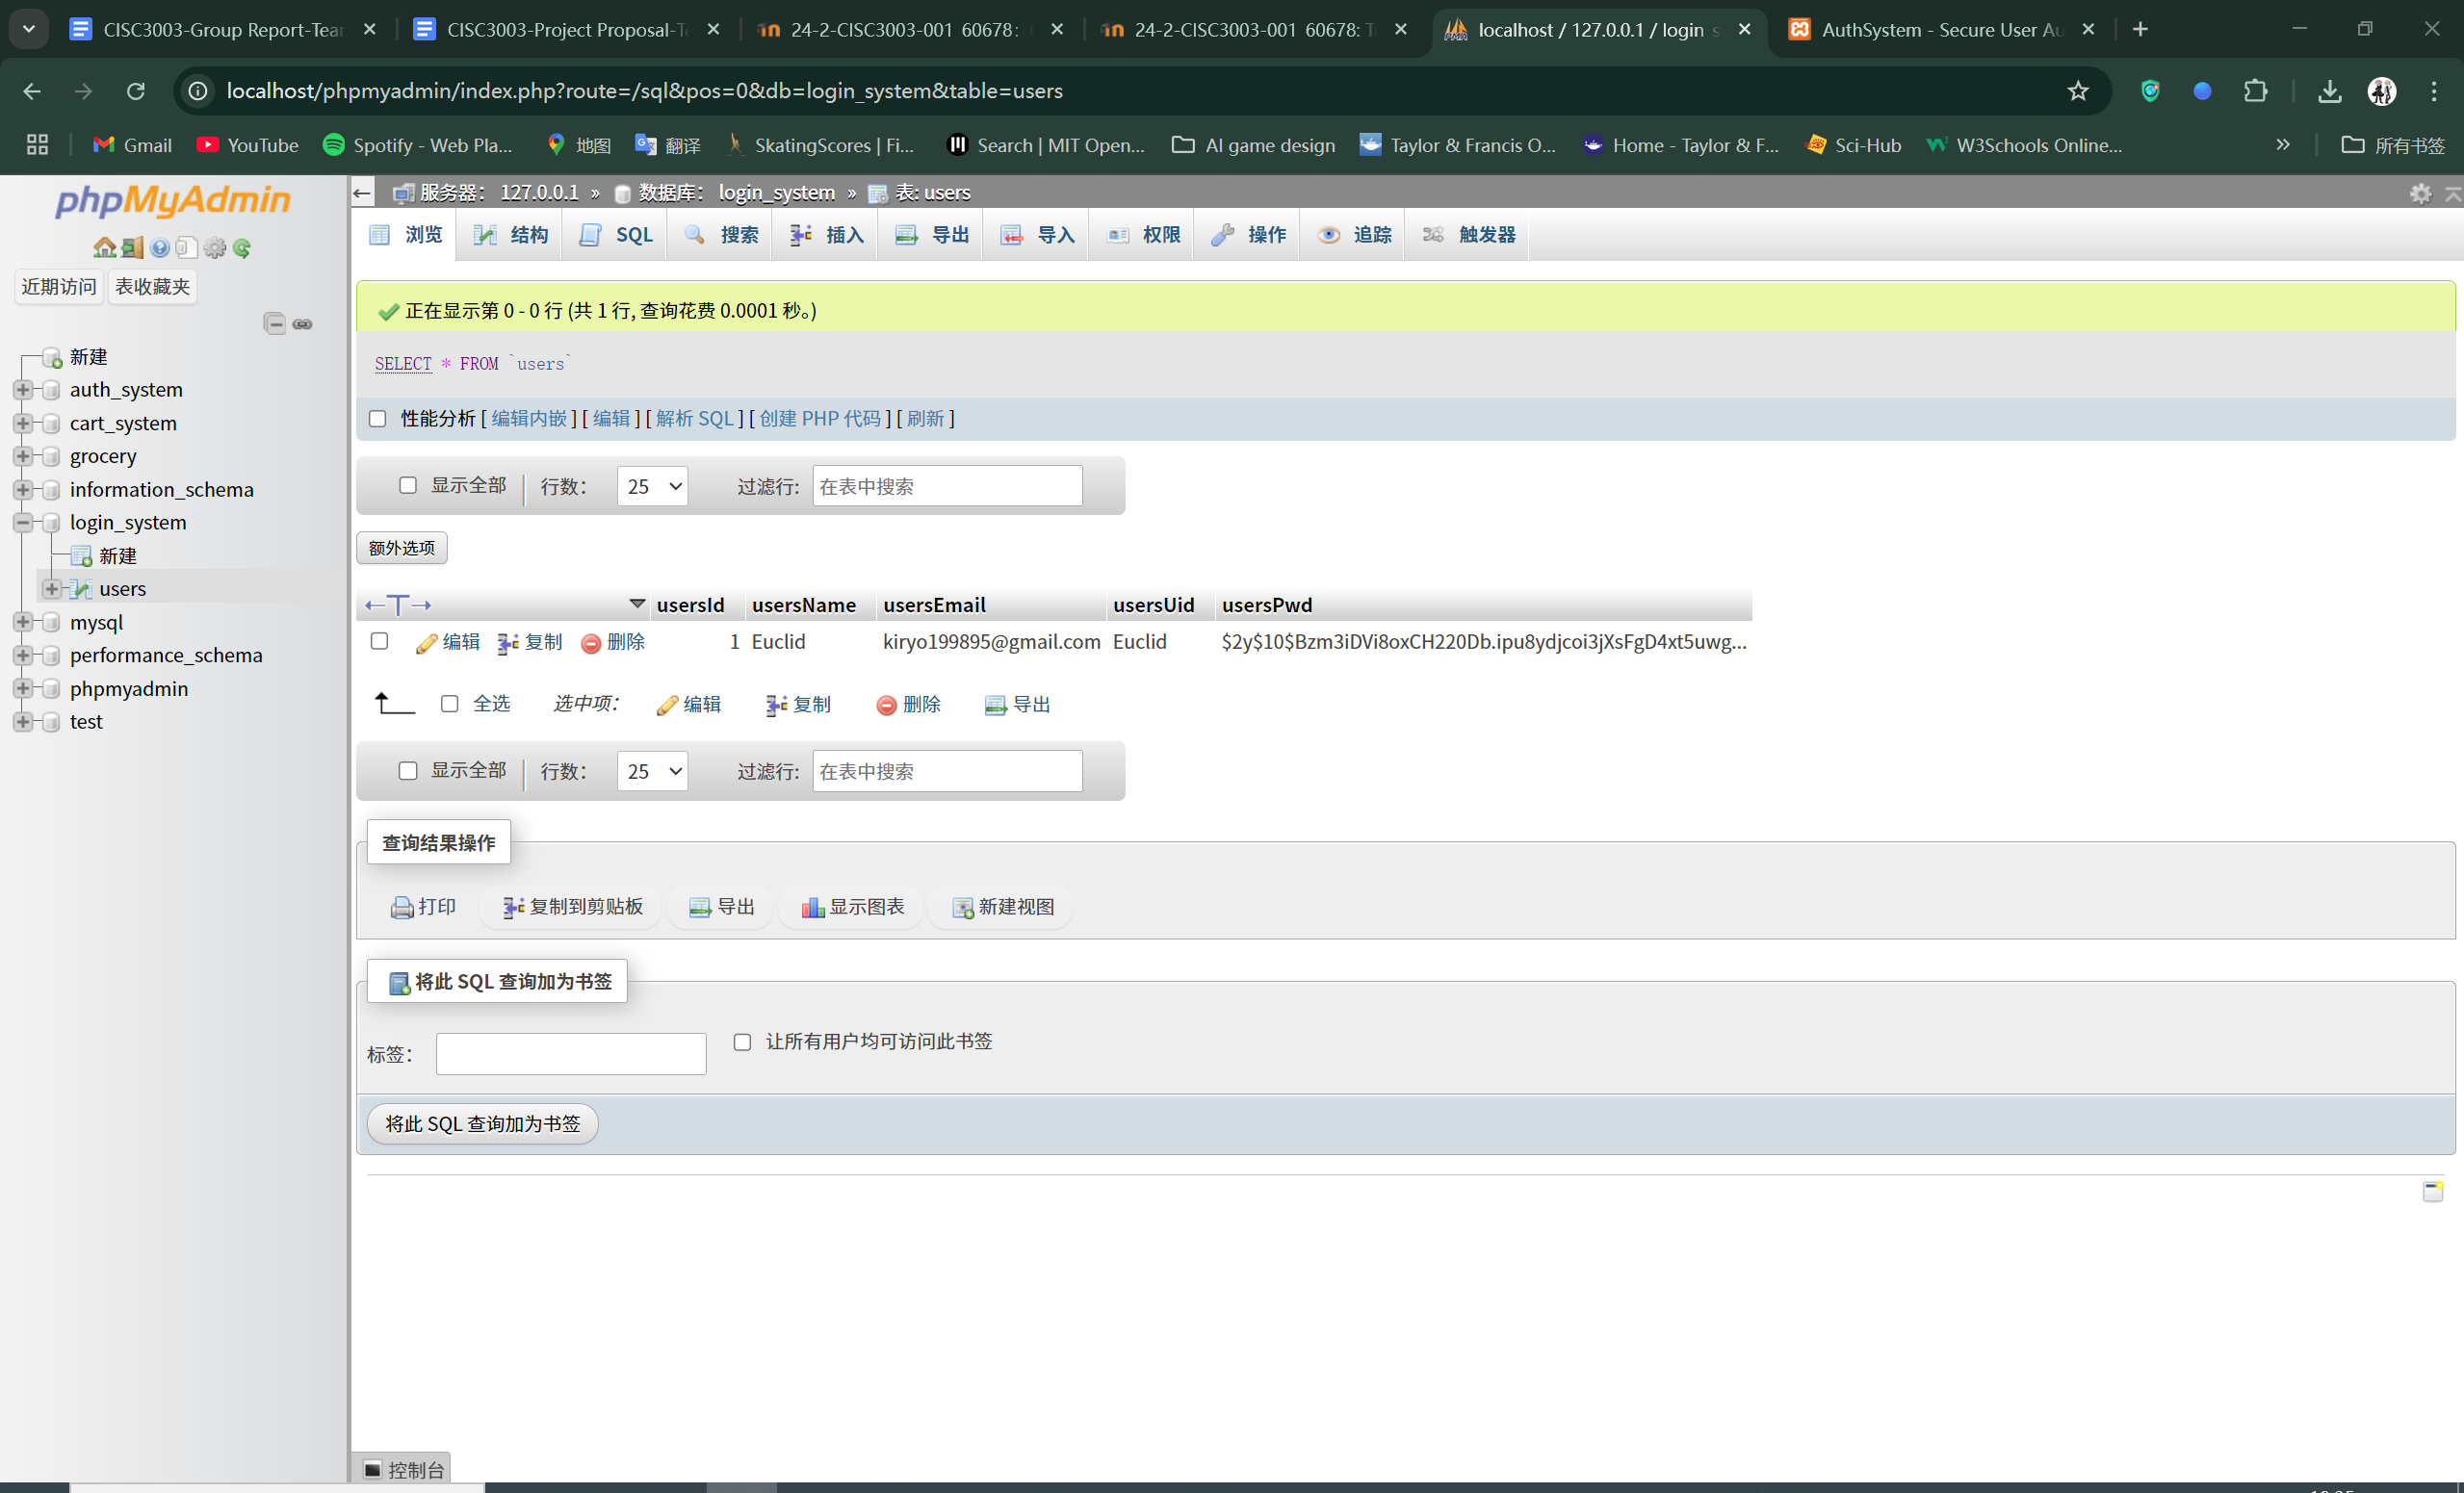 CISC3003-Group Report-Tear
CISC3003-Project Proposal-Te
24-2-CISC3003-001 60678:
24-2-CISC3003-001 60678: T
localhost / 127.0.0.1 / login s
AuthSystem - Secure User Au
localhost/phpmyadmin/index.php?route=/sql&pos=0&db=login_system&table=users
Gmail
YouTube
Spotify - Web Pla...
地图
翻译
SkatingScores | Fi...
Search | MIT Open...
AI game design
Taylor & Francis O...
Home - Taylor & F...
Sci-Hub
W3Schools Online...
所有书签
phpMyAdmin
近期访问 表收藏夹
新建
auth_system
cart_system
grocery
information_schema
login_system
新建
users
mysql
performance_schema
phpmyadmin
test
服务器： 127.0.0.1 » 数据库： login_system » 表: users
浏览 结构 SQL 搜索 插入 导出 导入 权限 操作 追踪 触发器
正在显示第 0 - 0 行 (共 1 行, 查询花费 0.0001 秒。)
SELECT * FROM `users`
性能分析 [ 编辑内嵌 ] [ 编辑 ] [ 解析 SQL ] [ 创建 PHP 代码 ] [ 刷新 ]
显示全部 行数： 25 过滤行: 在表中搜索
额外选项
←T→ usersId usersName usersEmail usersUid usersPwd
编辑 复制 删除 1 Euclid kiryo199895@gmail.com Euclid $2y$10$Bzm3iDVi8oxCH220Db.ipu8ydjcoi3jXsFgD4xt5uwg...
全选 选中项： 编辑 复制 删除 导出
显示全部 行数： 25 过滤行: 在表中搜索
查询结果操作
打印 复制到剪贴板 导出 显示图表 新建视图
将此 SQL 查询加为书签
标签： 让所有用户均可访问此书签
将此 SQL 查询加为书签
控制台